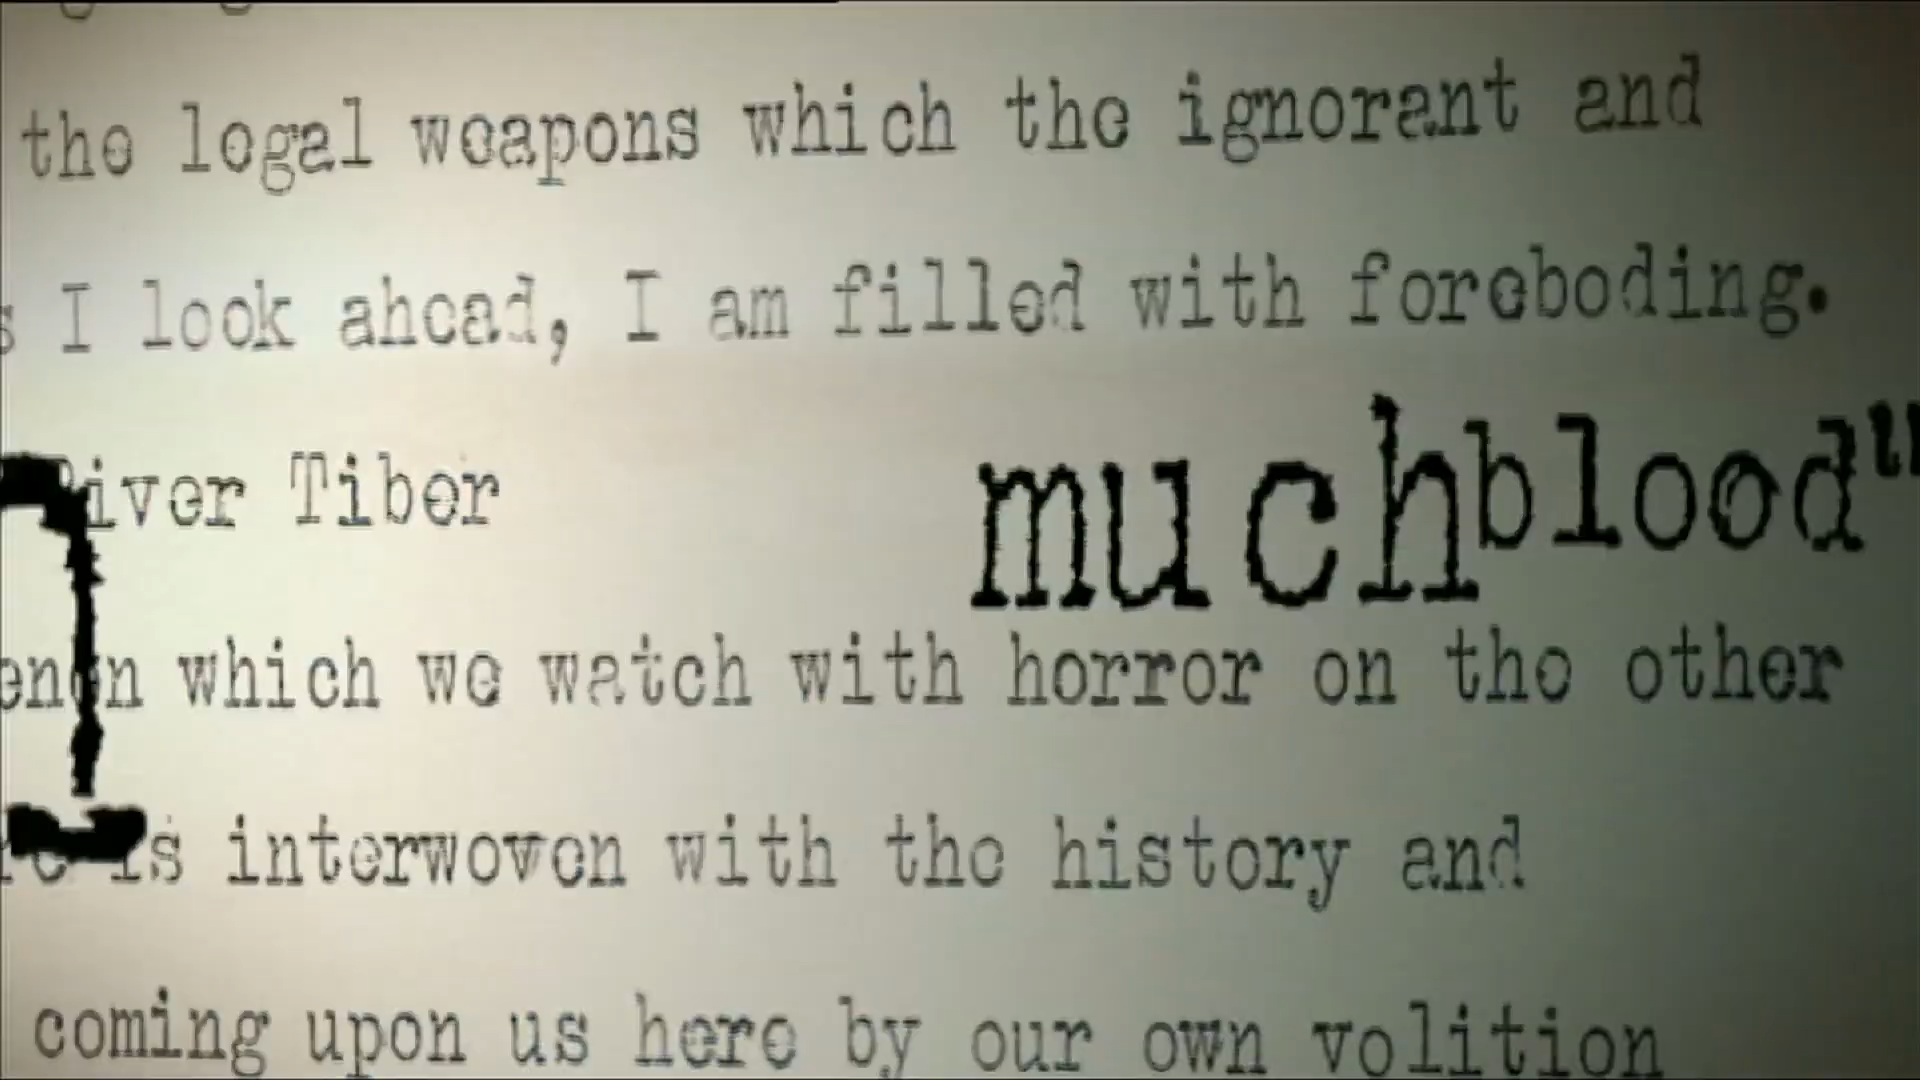 the legal weapons which the ignorant and
I look ahead, I am filled with foreboding.
River Tiber
much blood"
which we watch with horror on the other
is interwoven with the history and
coming upon us here by our own volition